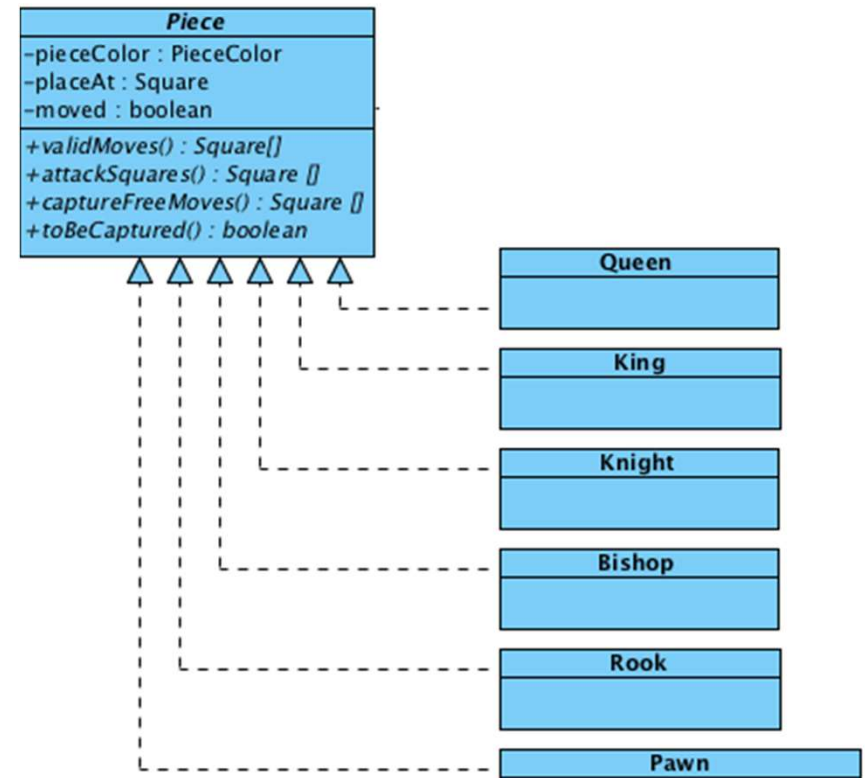 Piece
-pieceColor : PieceColor
-placeAt : Square
-moved : boolean
+validMoves() : Square[]
+attackSquares() : Square []
+captureFreeMoves() : Square []
+toBeCaptured() : boolean
Queen
King
Knight
Bishop
Rook
Pawn